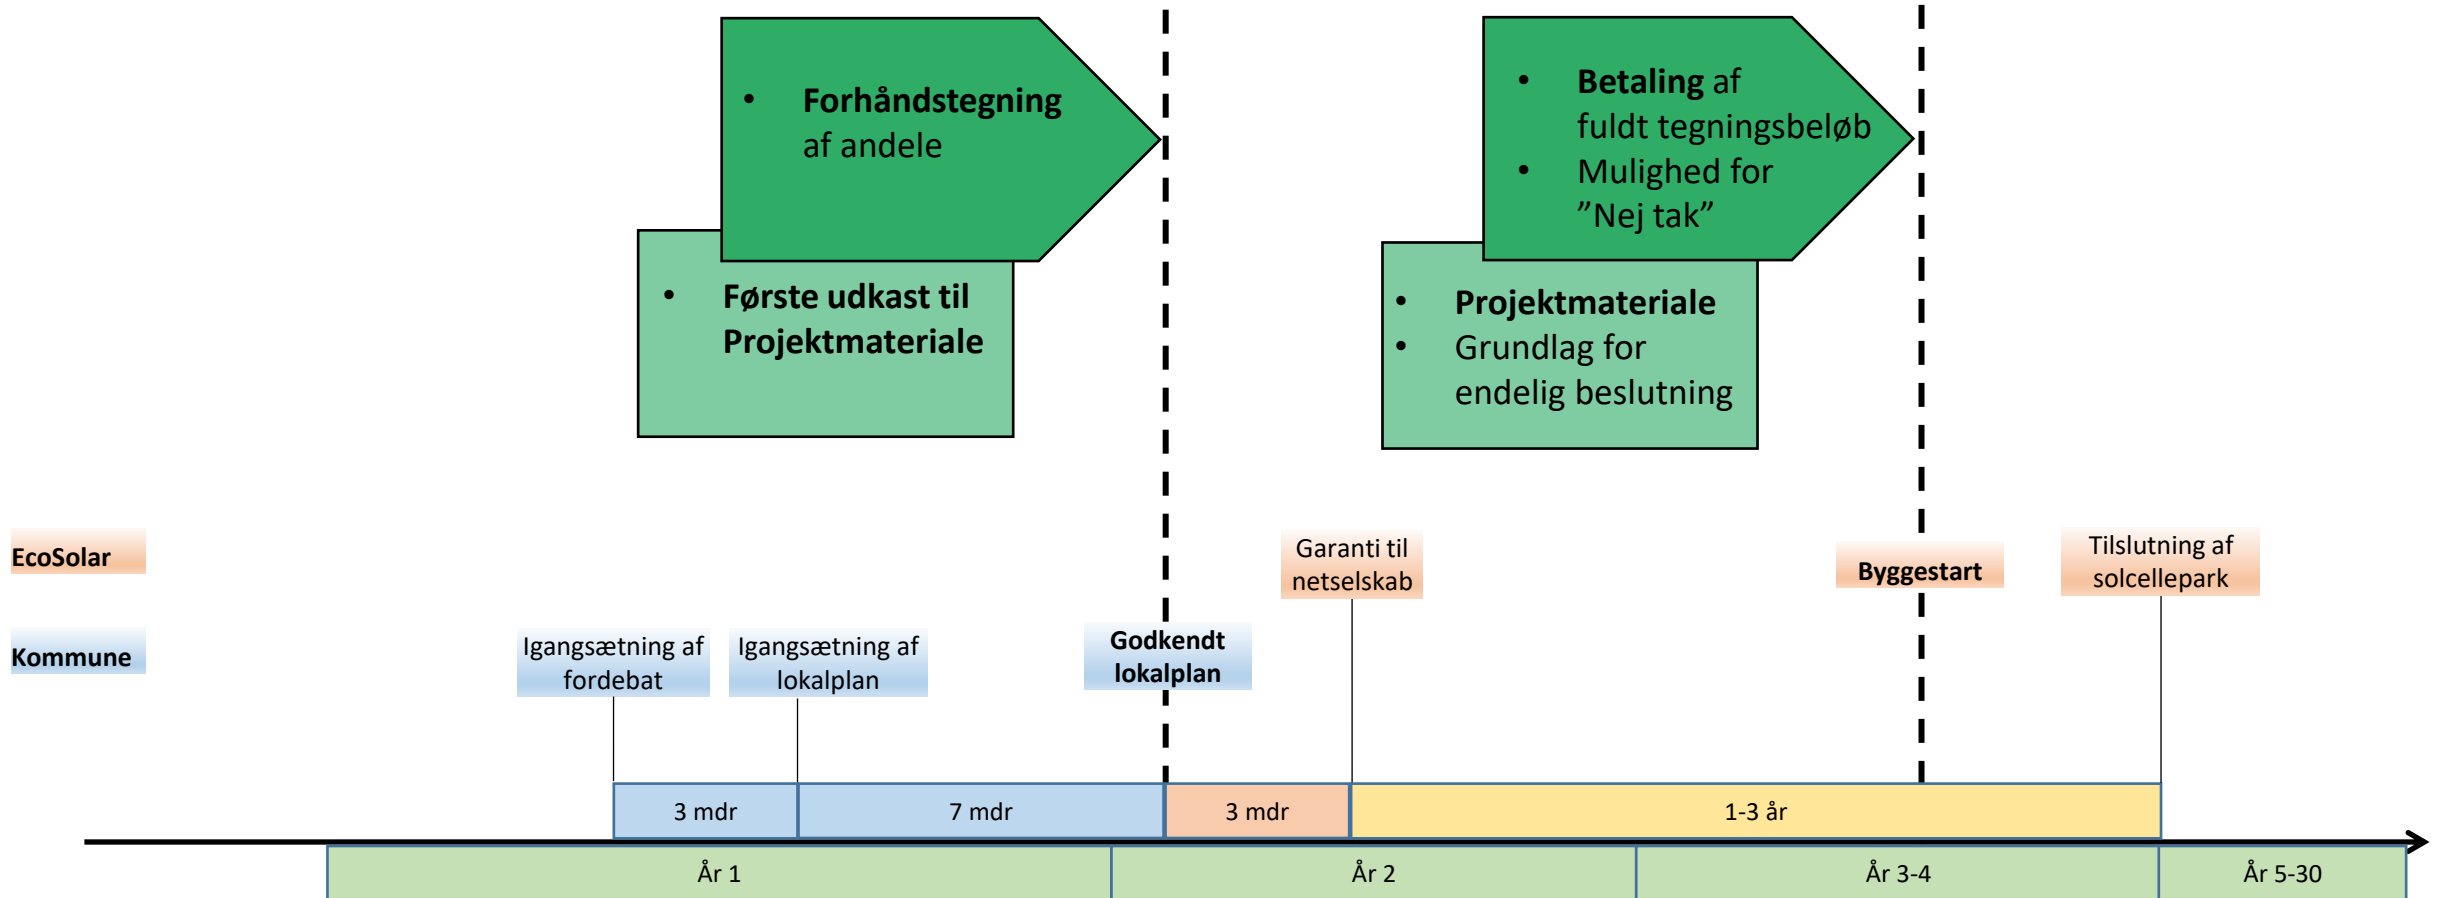 • Forhåndstegning
af andele
• Første udkast til
Projektmateriale
• Betaling af
fuldt tegningsbeløb
• Mulighed for
”Nej tak”
• Projektmateriale
• Grundlag for
endelig beslutning
EcoSolar
Garanti til
netselskab
Byggestart
Tilslutning af
solcellepark
Kommune
Igangsætning af
fordebat
Igangsætning af
lokalplan
Godkendt
lokalplan
3 mdr
7 mdr
3 mdr
1-3 år
År 1
År 2
År 3-4
År 5-30